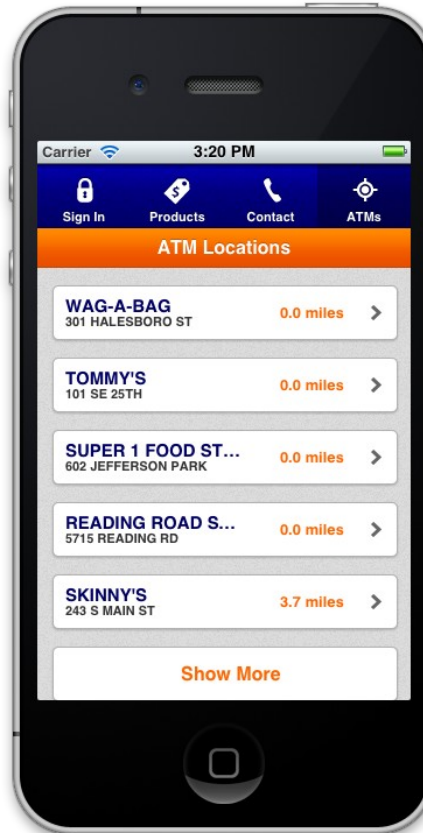 Carrier 3:20 PM
Sign In Products Contact ATMs
ATM Locations
WAG-A-BAG
301 HALESBORO ST
0.0 miles
TOMMY'S
101 SE 25TH
0.0 miles
SUPER 1 FOOD ST...
602 JEFFERSON PARK
0.0 miles
READING ROAD S...
5715 READING RD
0.0 miles
SKINNY'S
243 S MAIN ST
3.7 miles
Show More